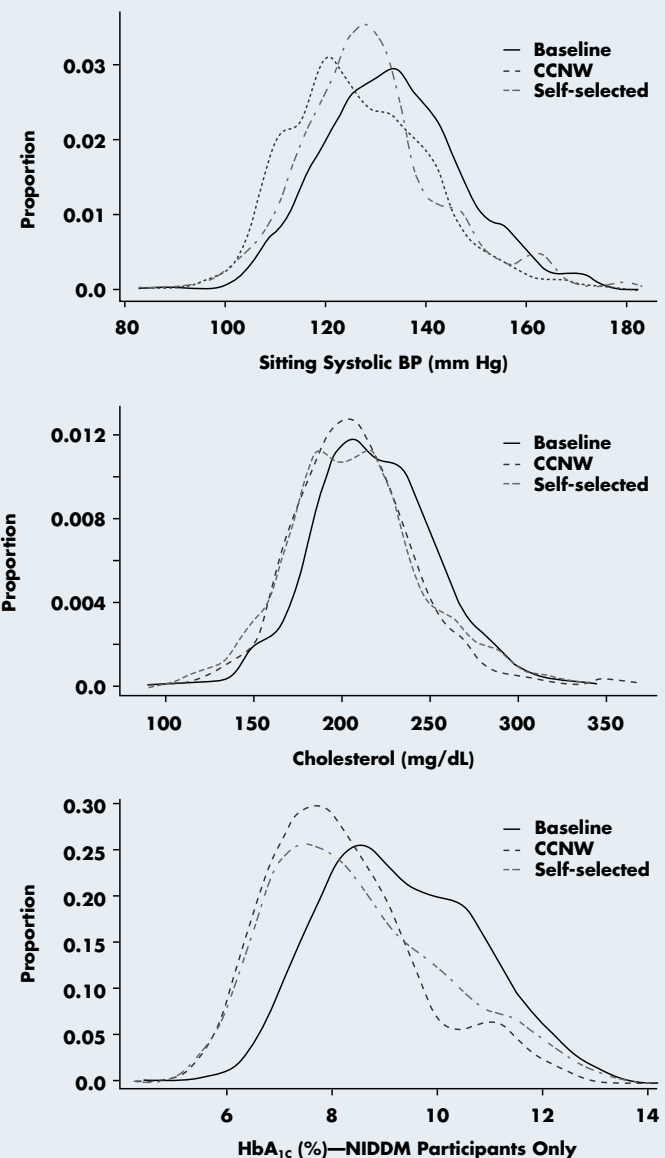 0.03
0.02
0.01
0.0
Proportion
Baseline
CCNW
Self-selected
80 100 120 140 160 180
Sitting Systolic BP (mm Hg)
0.012
0.008
0.004
0.0
Proportion
Baseline
CCNW
Self-selected
100 150 200 250 300 350
Cholesterol (mg/dL)
0.30
0.25
0.20
0.15
0.10
0.05
0.0
Proportion
Baseline
CCNW
Self-selected
6 8 10 12 14
HbA1C (%)—NIDDM Participants Only